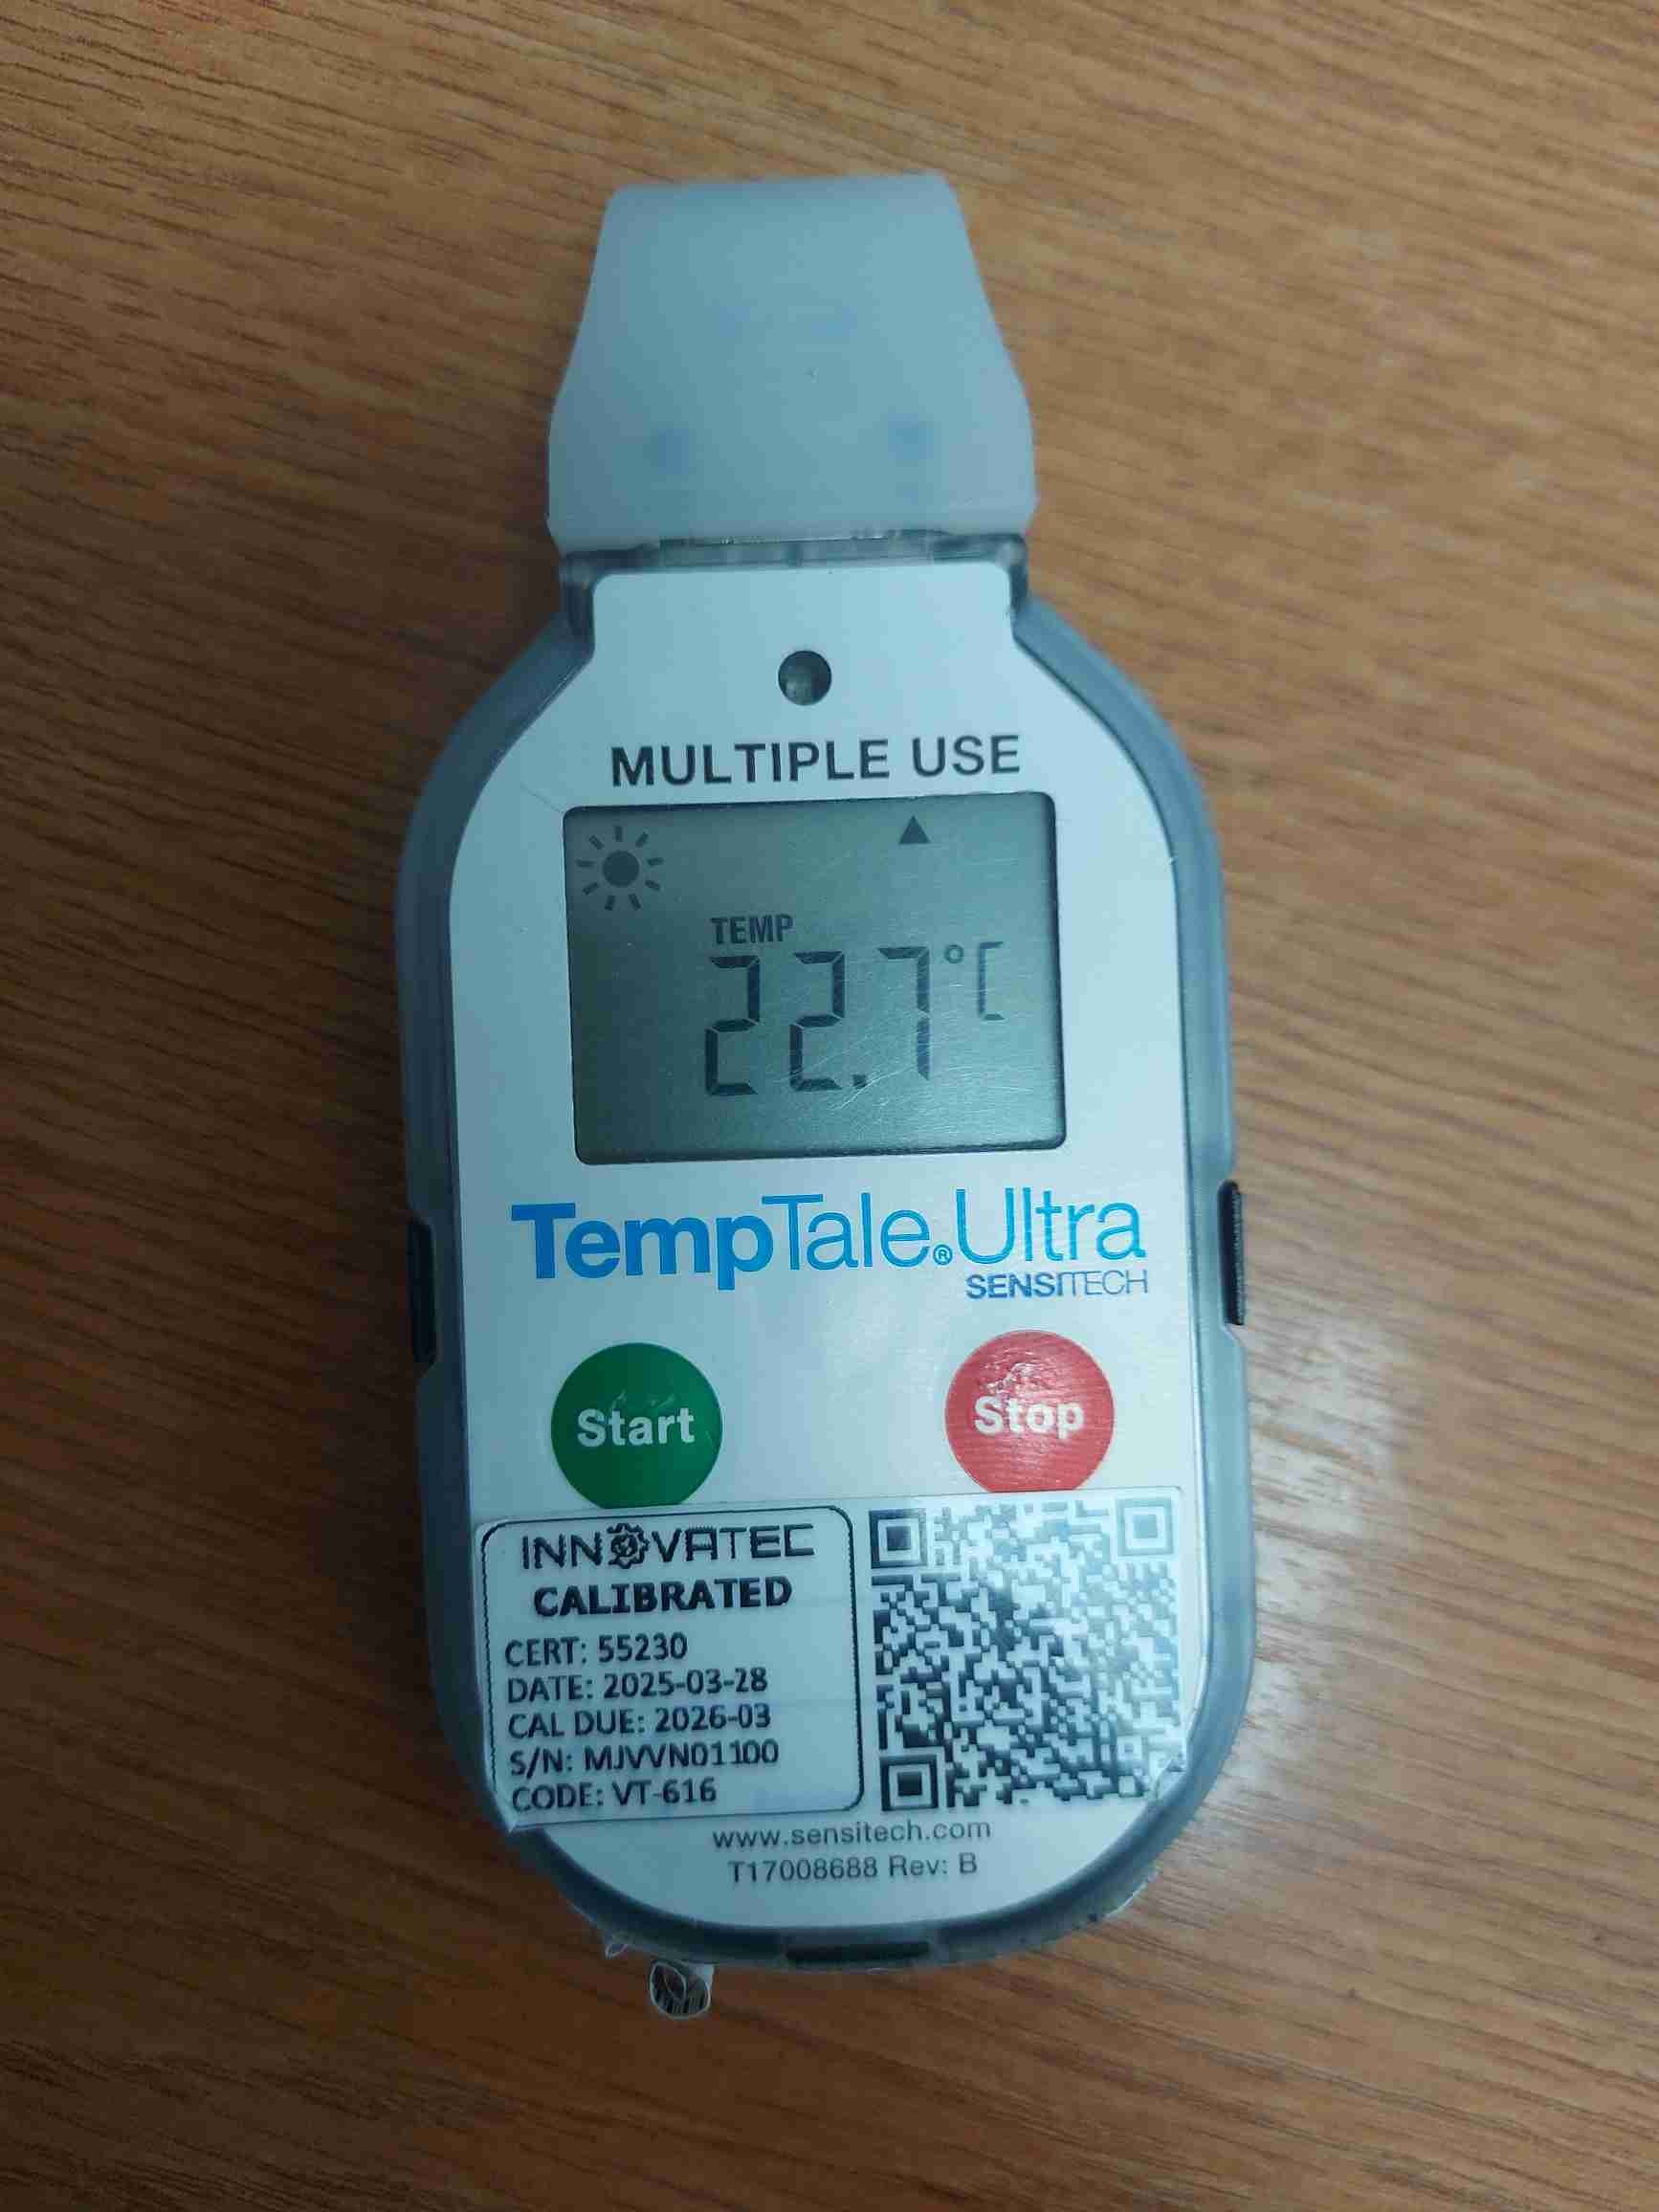 MULTIPLE USE
TEMP
22.7°C
TempTale®Ultra
SENSITECH
Start
Stop
INNOVATEC
CALIBRATED
CERT: 55230
DATE: 2025-03-28
CAL DUE: 2026-03
S/N: MJVVN01100
CODE: VT-616
www.sensitech.com
T17008688 Rev: B